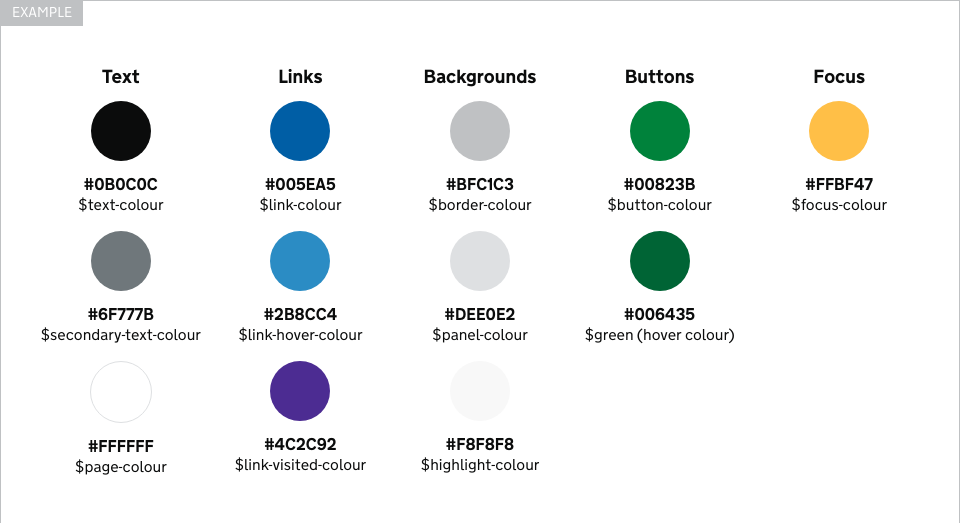 EXAMPLE
Text Links Backgrounds Buttons Focus
#0B0C0C #005EA5 #BFC1C3 #00823B #FFBF47
$text-colour $link-colour $border-colour $button-colour $focus-colour
#6F777B #2B8CC4 #DEE0E2 #006435
$secondary-text-colour $link-hover-colour $panel-colour $green (hover colour)
#FFFFFF #4C2C92 #F8F8F8
$page-colour $link-visited-colour $highlight-colour